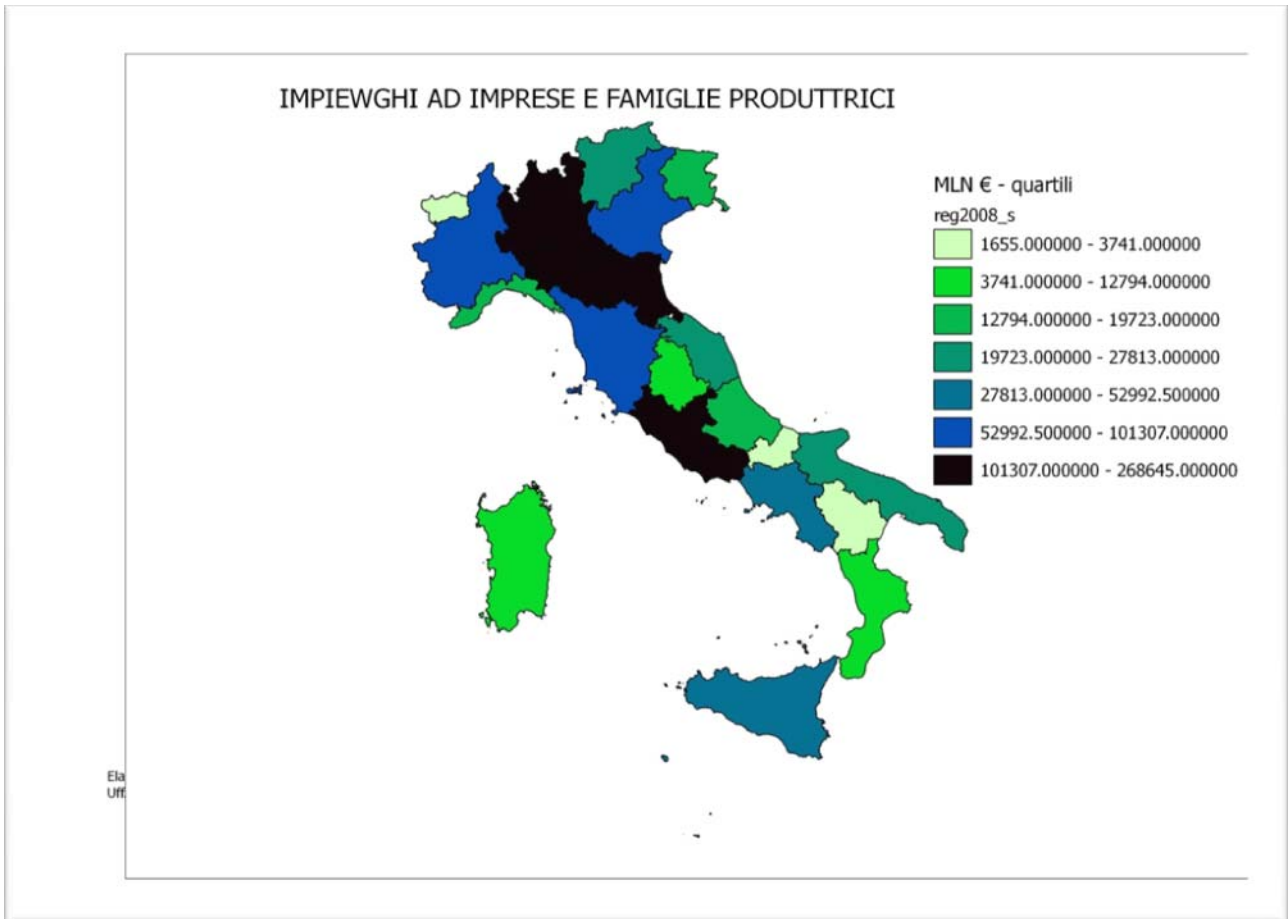 IMPIEWGHI AD IMPRESE E FAMIGLIE PRODUTTRICI
MLN € - quartili
reg2008_s
1655.000000 - 3741.000000
3741.000000 - 12794.000000
12794.000000 - 19723.000000
19723.000000 - 27813.000000
27813.000000 - 52992.500000
52992.500000 - 101307.000000
101307.000000 - 268645.000000
Ela
Uff